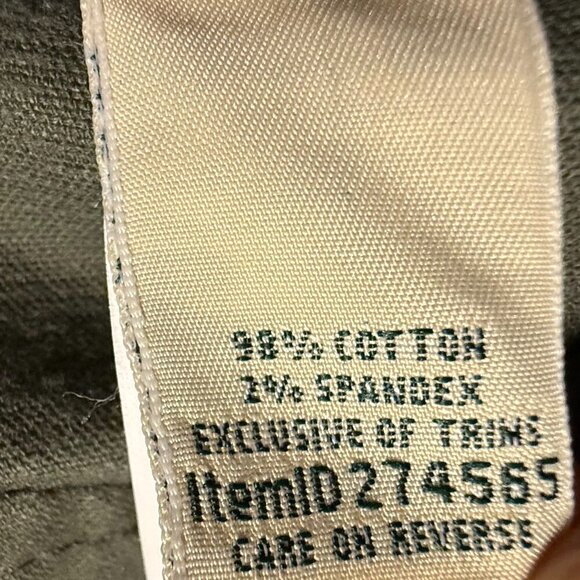 98% COTTON
2% SPANDEX
EXCLUSIVE OF TRIMS
ItemID 274565
CARE ON REVERSE